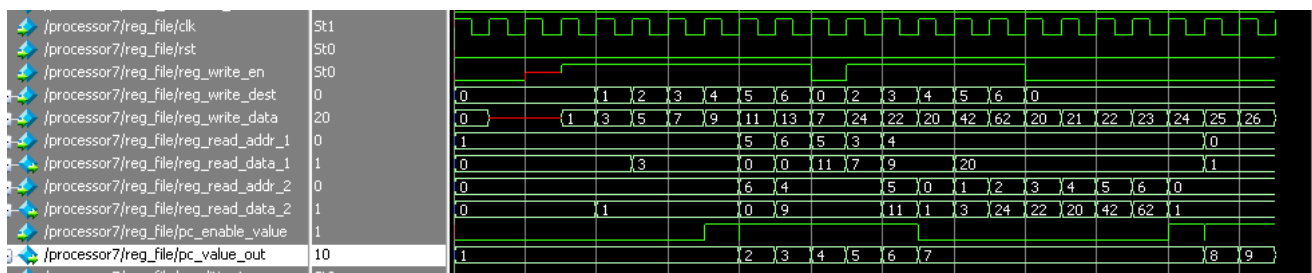 /processor7/reg_file/clk St1
/processor7/reg_file/rst St0
/processor7/reg_file/reg_write_en St0
/processor7/reg_file/reg_write_dest 0 0 1 2 3 4 5 6 0 2 3 4 5 6 0
/processor7/reg_file/reg_write_data 20 0 1 3 5 7 9 11 13 7 24 22 20 42 62 20 21 22 23 24 25 26
/processor7/reg_file/reg_read_addr_1 0 1 5 6 5 3 4 0
/processor7/reg_file/reg_read_data_1 1 0 3 0 0 11 7 9 20 1
/processor7/reg_file/reg_read_addr_2 0 0 6 4 5 0 1 2 3 4 5 6 0
/processor7/reg_file/reg_read_data_2 1 0 1 0 9 11 1 3 24 22 20 42 62 1
/processor7/reg_file/pc_enable_value 1
/processor7/reg_file/pc_value_out 10 1 2 3 4 5 6 7 8 9